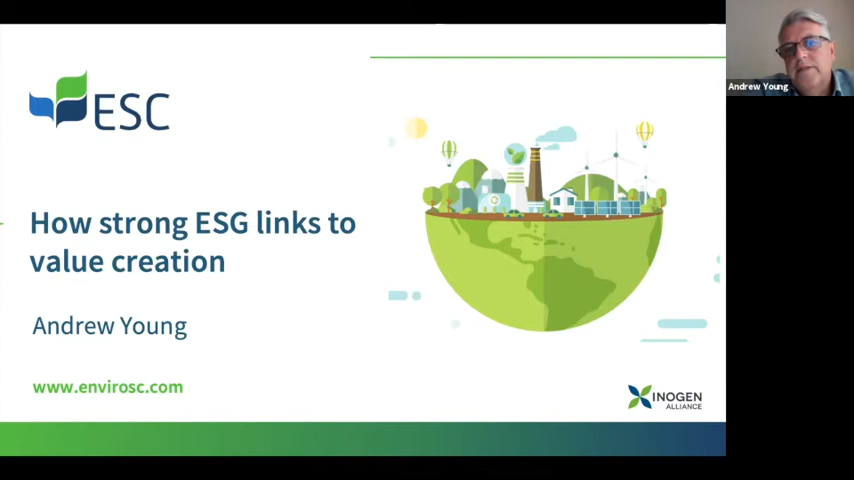 ESC
How strong ESG links to
value creation
Andrew Young
www.envirosc.com
INOGEN
ALLIANCE
Andrew Young